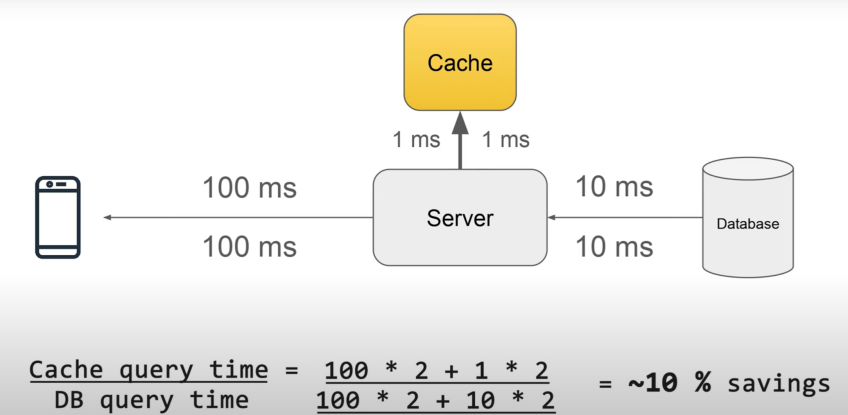 Cache
1 ms 1 ms
100 ms 10 ms
Server
Database
100 ms 10 ms
Cache query time = 100 * 2 + 1 * 2 = ~10 % savings
DB query time 100 * 2 + 10 * 2